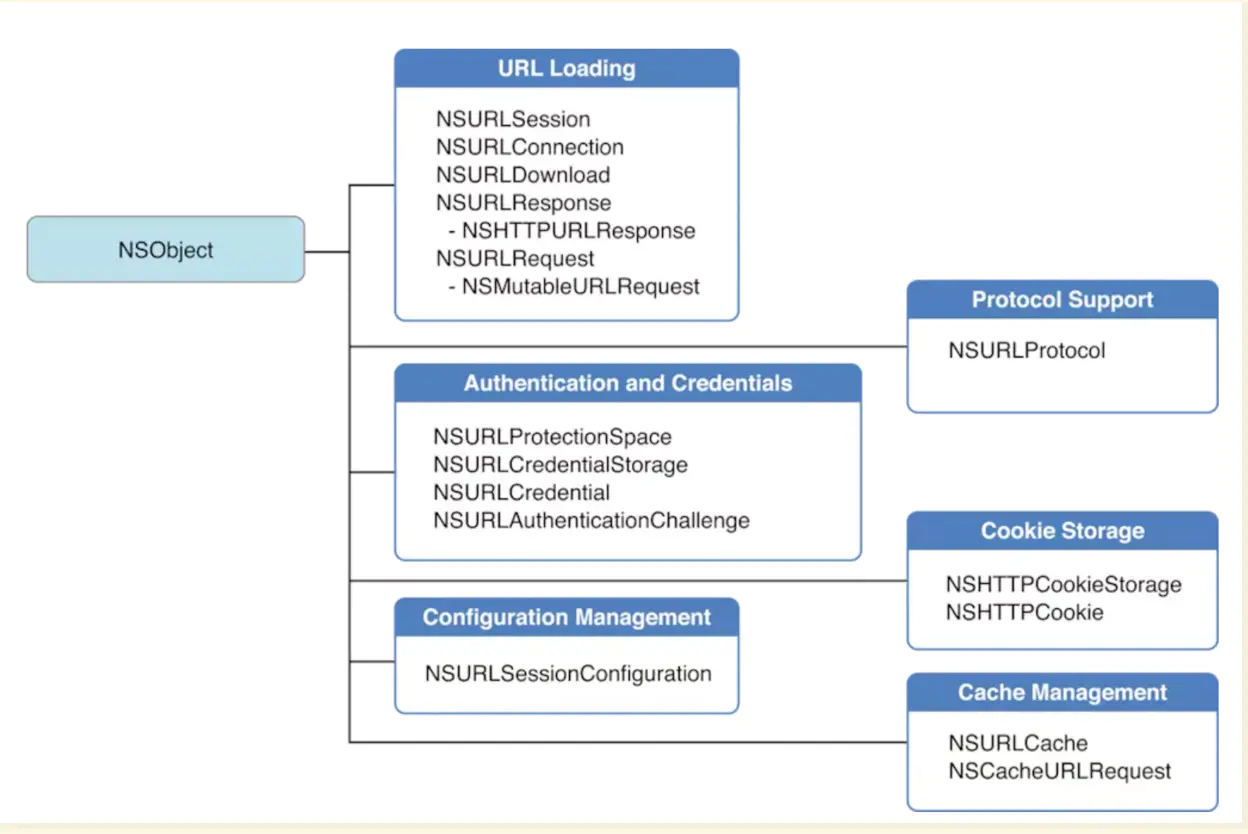 NSObject
URL Loading
NSURLSession
NSURLConnection
NSURLDownload
NSURLResponse
- NSHTTPURLResponse
NSURLRequest
- NSMutableURLRequest
Protocol Support
NSURLProtocol
Authentication and Credentials
NSURLProtectionSpace
NSURLCredentialStorage
NSURLCredential
NSURLAuthenticationChallenge
Cookie Storage
NSHTTPCookieStorage
NSHTTPCookie
Configuration Management
NSURLSessionConfiguration
Cache Management
NSURLCache
NSCacheURLRequest